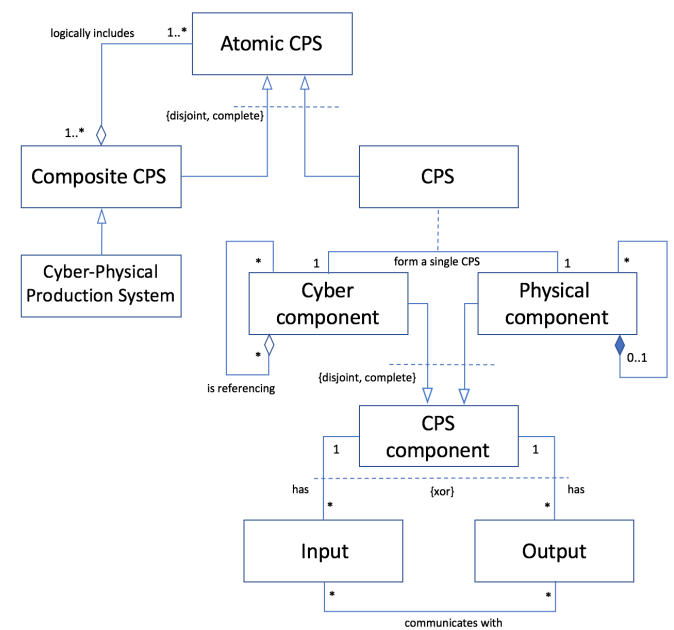 logically includes
1..*
Atomic CPS
{disjoint, complete}
1..*
Composite CPS
CPS
Cyber-Physical
Production System
*
1
form a single CPS
1
*
Cyber
component
Physical
component
*
0..1
is referencing
{disjoint, complete}
CPS
component
1
1
has
{xor}
has
*
*
Input
Output
*
*
communicates with